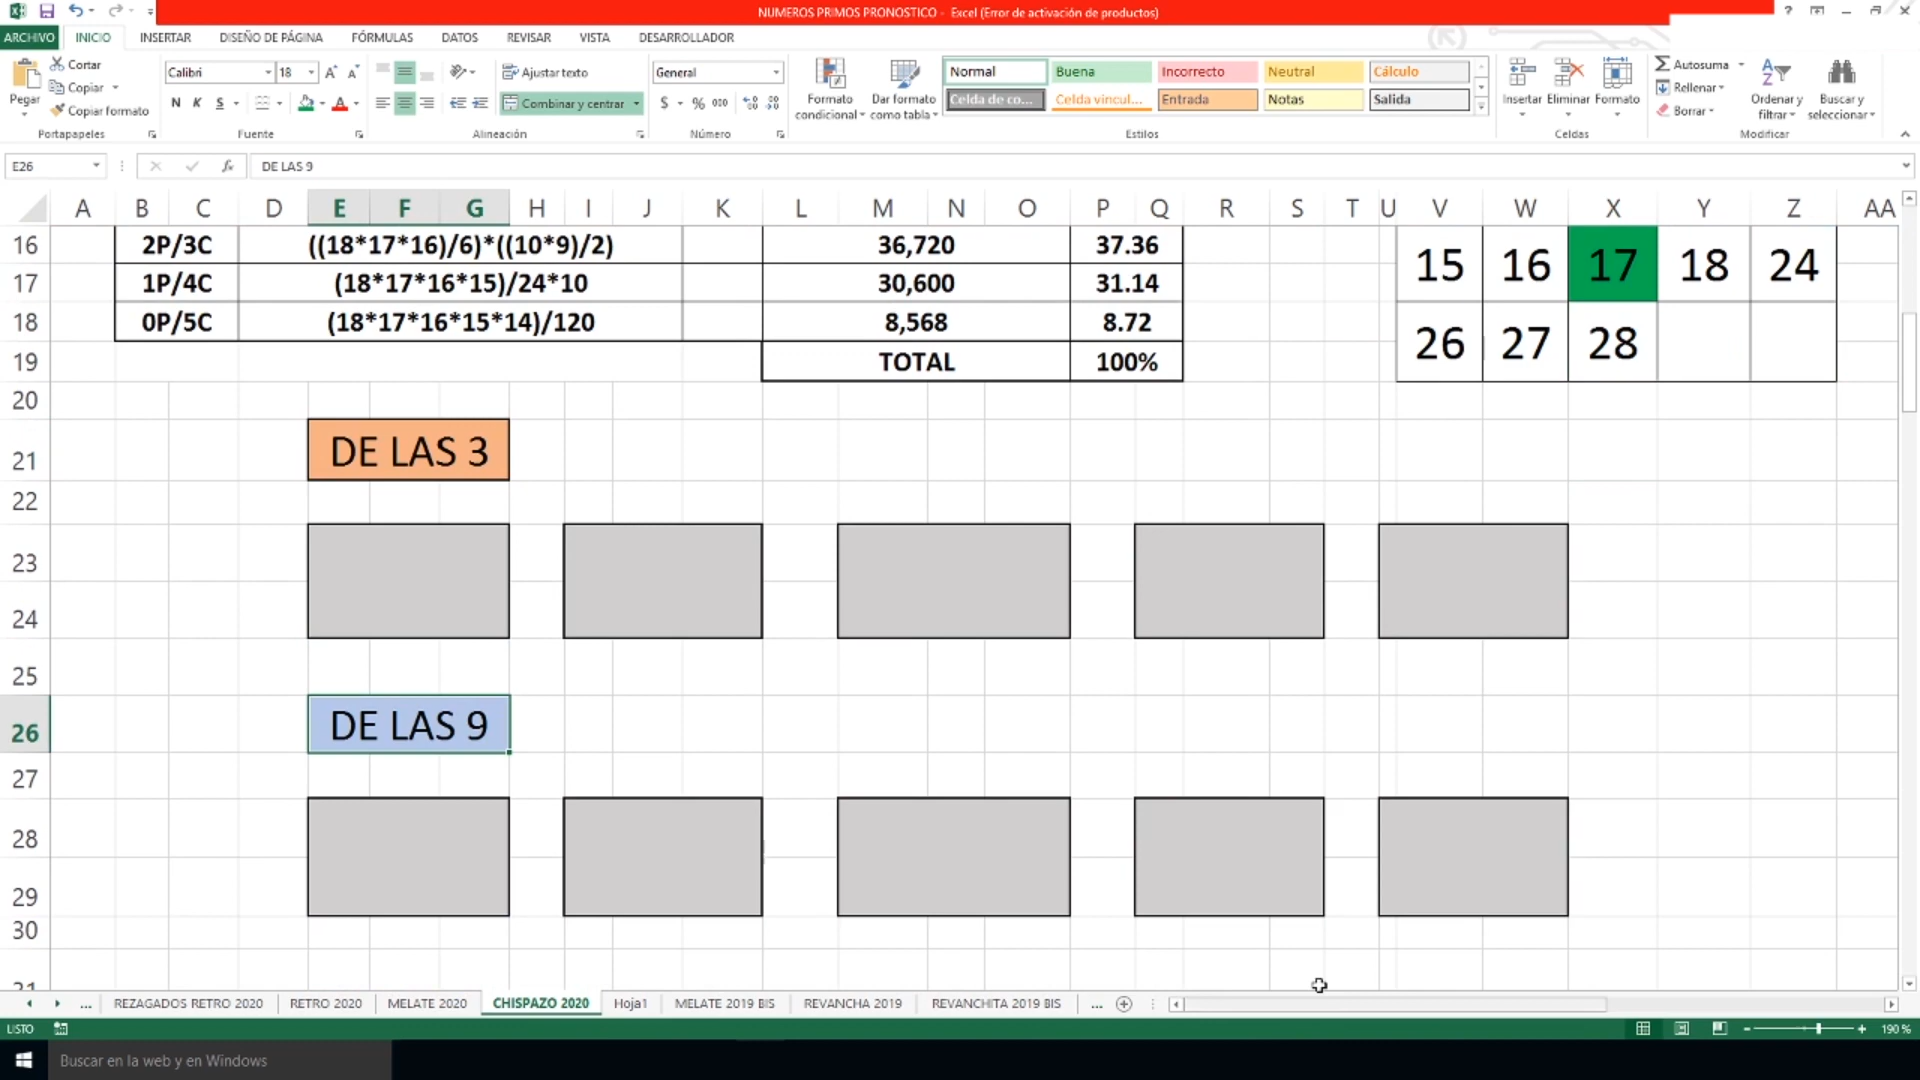 NUMEROS PRIMOS PRONOSTICO - Excel (Error de activación de productos)
ARCHIVO INICIO INSERTAR DISEÑO DE PÁGINA FÓRMULAS DATOS REVISAR VISTA DESARROLLADOR
Pegar
Cortar
Copiar
Copiar formato
Portapapeles
Calibri 18
N K S
Fuente
Ajustar texto
Combinar y centrar
Alineación
General
$ % 000
Número
Formato condicional
Dar formato como tabla
Normal Buena Incorrecto Neutral Cálculo
Celda de co... Celda vincul... Entrada Notas Salida
Estilos
Insertar Eliminar Formato
Celdas
Autosuma
Rellenar
Borrar
Ordenar y filtrar
Buscar y seleccionar
Modificar
E26 fx DE LAS 9
A B C D E F G H I J K L M N O P Q R S T U V W X Y Z AA
16 2P/3C ((18*17*16)/6)*((10*9)/2) 36,720 37.36
17 1P/4C (18*17*16*15)/24*10 30,600 31.14
15 16 17 18 24
18 0P/5C (18*17*16*15*14)/120 8,568 8.72
19 TOTAL 100%
26 27 28
20
21 DE LAS 3
22
23
24
25
26 DE LAS 9
27
28
29
30
31
... REZAGADOS RETRO 2020 RETRO 2020 MELATE 2020 CHISPAZO 2020 Hoja1 MELATE 2019 BIS REVANCHA 2019 REVANCHITA 2019 BIS ...
LISTO 190 %
Buscar en la web y en Windows